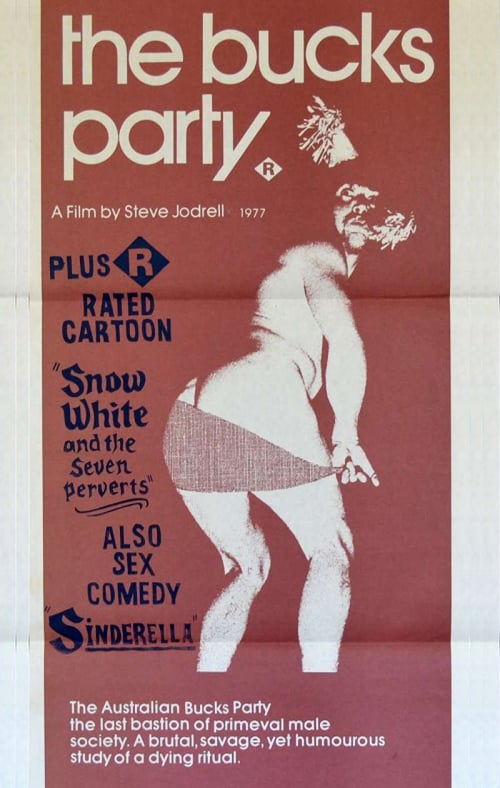 the bucks
party
R
A Film by Steve Jodrell 1977
PLUS R
RATED
CARTOON
"Snow
White
and the
Seven
perverts"
ALSO
SEX
COMEDY
"SINDERELLA"
The Australian Bucks Party
the last bastion of primeval male
society. A brutal, savage, yet humourous
study of a dying ritual.